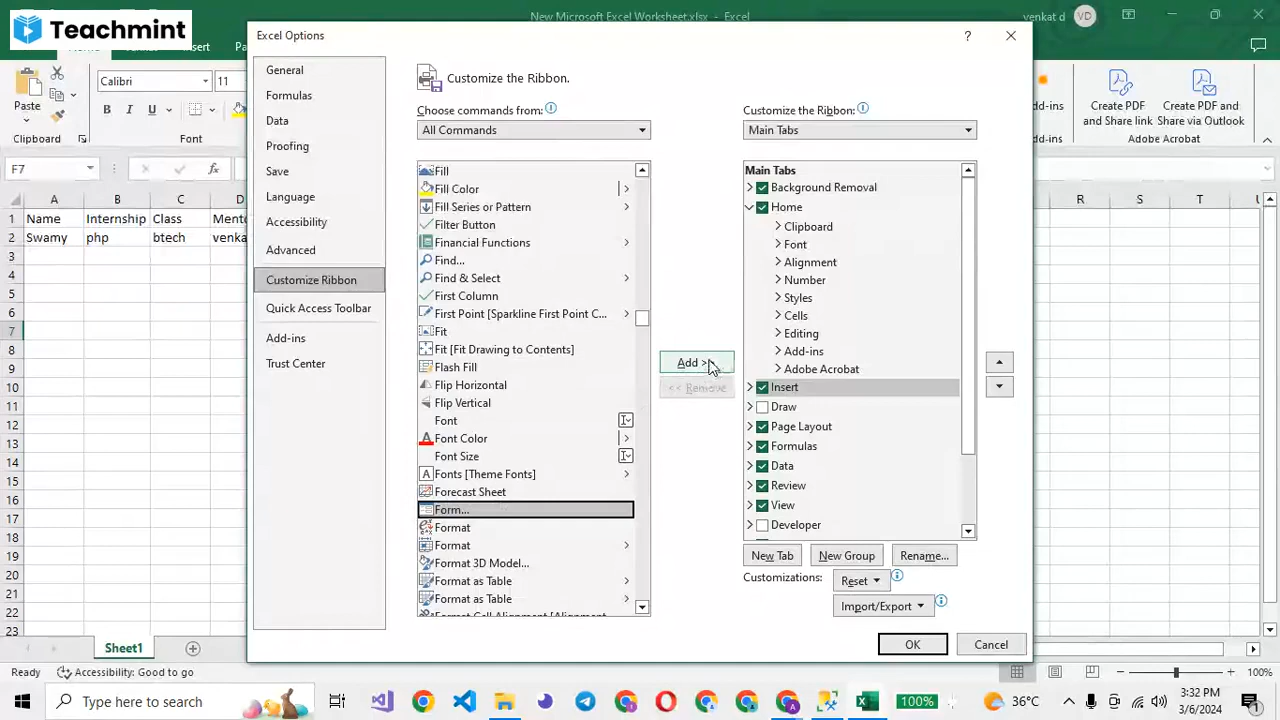 Teachmint
New Microsoft Excel Worksheet.xlsx - Excel
venkat d
VD
Excel Options
?
General
Formulas
Data
Proofing
Save
Language
Accessibility
Advanced
Customize Ribbon
Quick Access Toolbar
Add-ins
Trust Center
Customize the Ribbon.
Choose commands from:
All Commands
Customize the Ribbon:
Main Tabs
Fill
Fill Color
Fill Series or Pattern
Filter Button
Financial Functions
Find...
Find & Select
First Column
First Point [Sparkline First Point C...
Fit
Fit [Fit Drawing to Contents]
Flash Fill
Flip Horizontal
Flip Vertical
Font
Font Color
Font Size
Fonts [Theme Fonts]
Forecast Sheet
Form...
Format
Format
Format 3D Model...
Format as Table
Format as Table
Format Cell Alignment [Alignment
Add >>
<< Remove
Main Tabs
Background Removal
Home
Clipboard
Font
Alignment
Number
Styles
Cells
Editing
Add-ins
Adobe Acrobat
Insert
Draw
Page Layout
Formulas
Data
Review
View
Developer
New Tab
New Group
Rename...
Customizations:
Reset
Import/Export
OK
Cancel
Insert
Paste
Calibri
11
B I U
Clipboard
Font
F7
fx
A B C D
1 Name Internship Class Mento
2 Swamy php btech venka
3
4
5
6
7
8
9
10
11
12
13
14
15
16
17
18
19
20
21
22
23
Create PDF
and Share link
Create PDF and
Share via Outlook
Adobe Acrobat
R S T U
Sheet1
Ready
Accessibility: Good to go
100%
Type here to search
100%
36°C
3:32 PM
3/6/2024